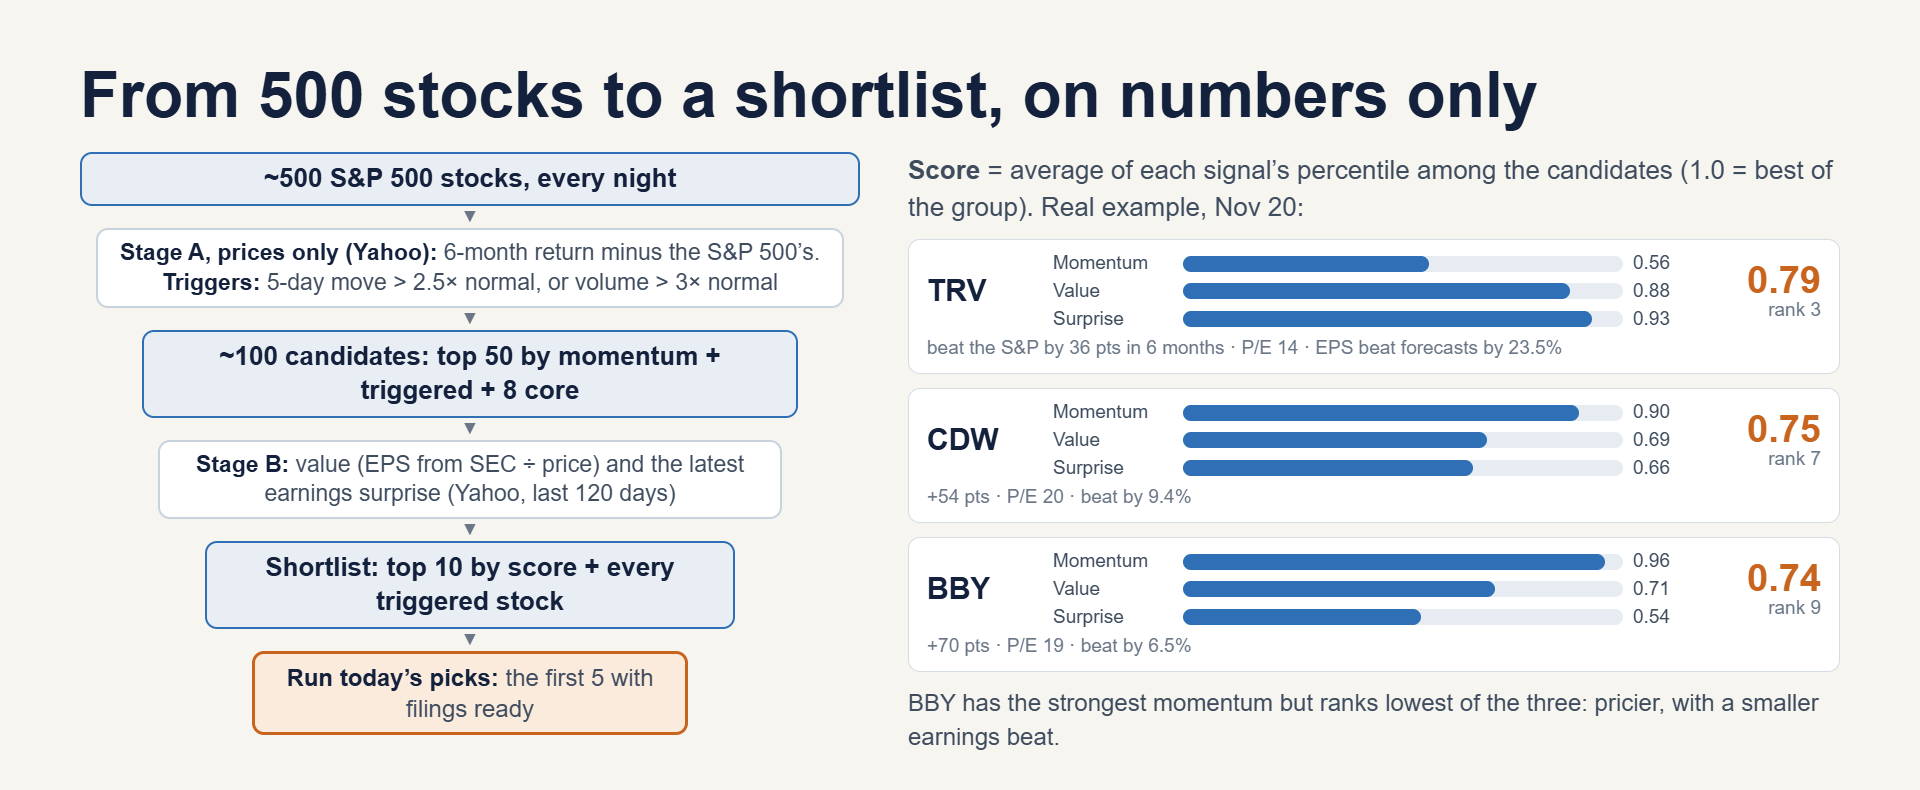 From 500 stocks to a shortlist, on numbers only
~500 S&P 500 stocks, every night
▼
Stage A, prices only (Yahoo): 6-month return minus the S&P 500’s.
Triggers: 5-day move > 2.5× normal, or volume > 3× normal
▼
~100 candidates: top 50 by momentum +
triggered + 8 core
▼
Stage B: value (EPS from SEC ÷ price) and the latest
earnings surprise (Yahoo, last 120 days)
▼
Shortlist: top 10 by score + every
triggered stock
▼
Run today’s picks: the first 5 with
filings ready
Score = average of each signal’s percentile among the candidates (1.0 = best of
the group). Real example, Nov 20:
TRV
Momentum 0.56
Value 0.88
Surprise 0.93
0.79
rank 3
beat the S&P by 36 pts in 6 months · P/E 14 · EPS beat forecasts by 23.5%
CDW
Momentum 0.90
Value 0.69
Surprise 0.66
0.75
rank 7
+54 pts · P/E 20 · beat by 9.4%
BBY
Momentum 0.96
Value 0.71
Surprise 0.54
0.74
rank 9
+70 pts · P/E 19 · beat by 6.5%
BBY has the strongest momentum but ranks lowest of the three: pricier, with a smaller
earnings beat.